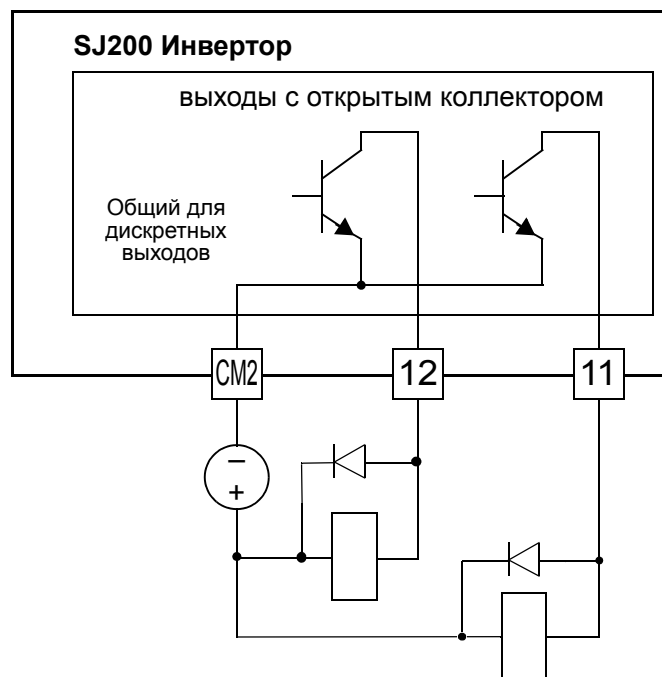 SJ200 Инвертор
выходы с открытым коллектором
Общий для
дискретных
выходов
CM2 12 11
−
+